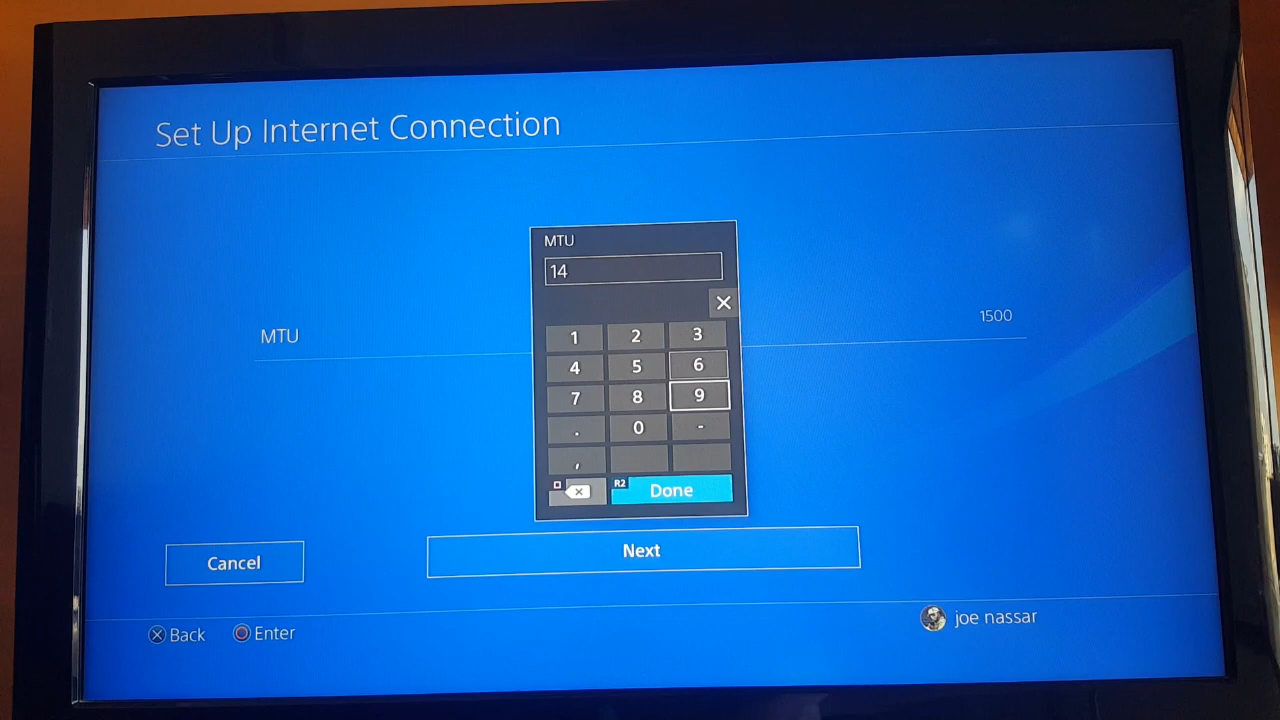 Set Up Internet Connection
MTU
14
1 2 3
4 5 6
7 8 9
. 0 -
,
R2 Done
MTU 1500
Cancel
Next
Back Enter
joe nassar